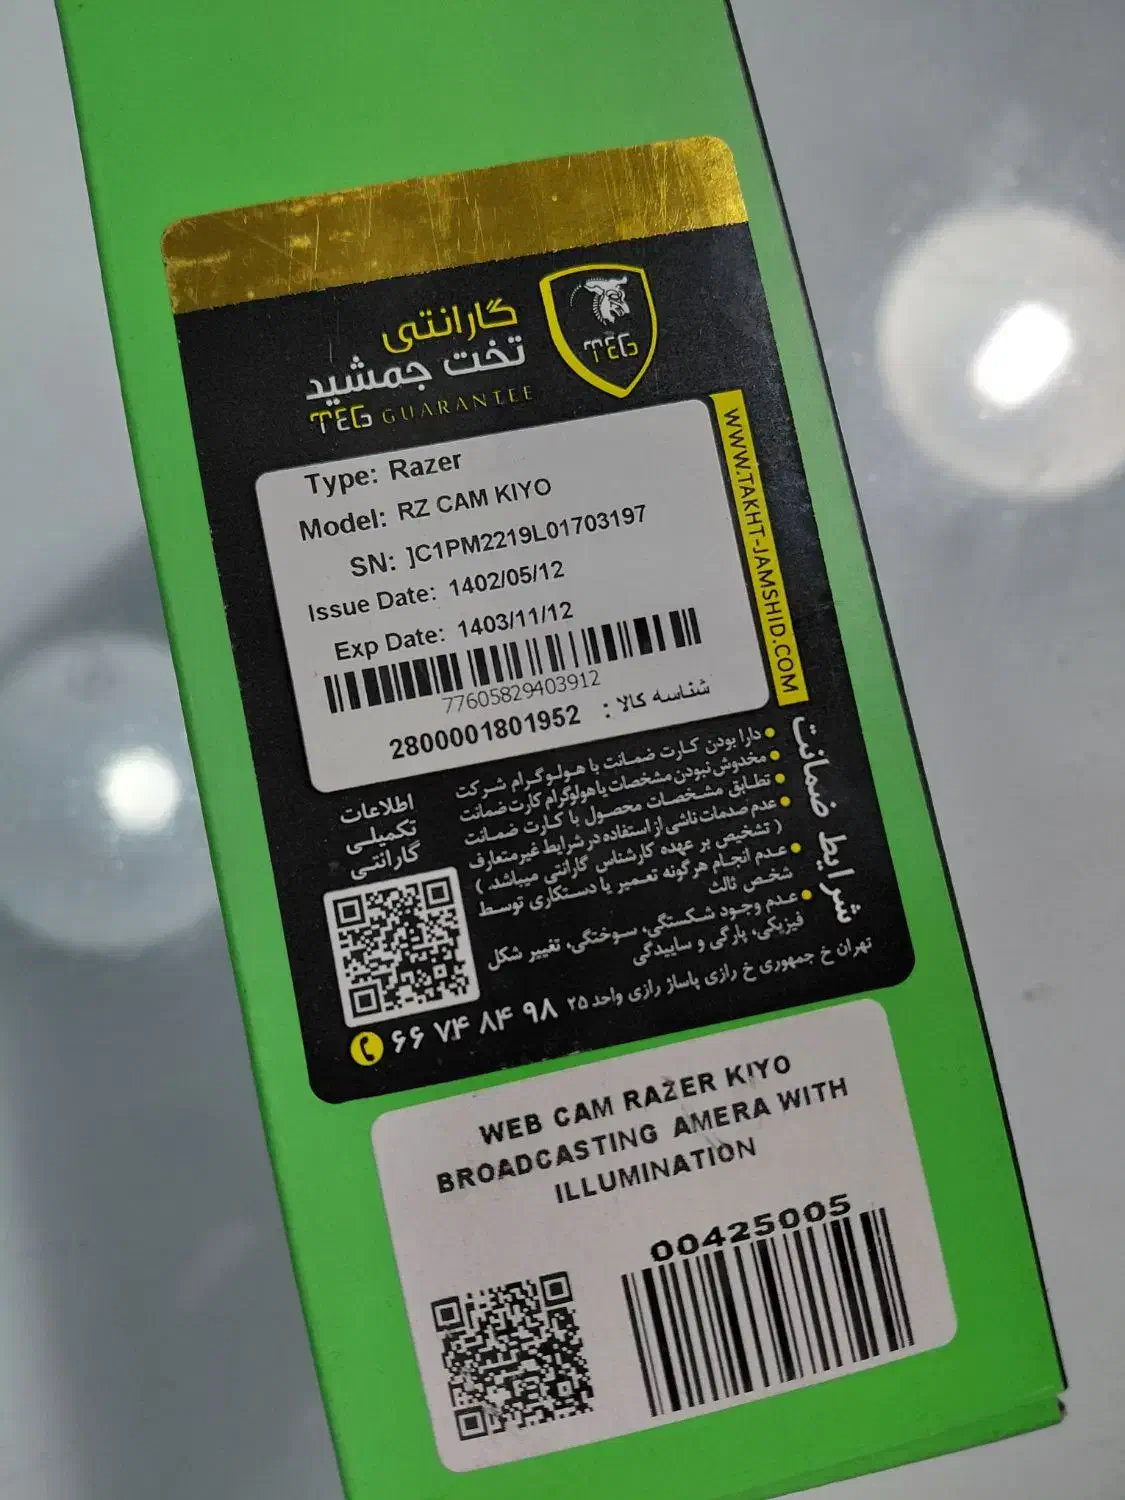 گارانتی
تخت جمشید
TEG GUARANTEE
TEG
WWW.TAKHT-JAMSHID.COM
Type: Razer
Model: RZ CAM KIYO
SN: ]C1PM2219L01703197
Issue Date: 1402/05/12
Exp Date: 1403/11/12
77605829403912
شناسه کالا : 2800001801952
شرایط ضمانت
دارا بودن کارت ضمانت با هولوگرام شرکت
مخدوش نبودن مشخصات یا هولوگرام کارت ضمانت
تطابق مشخصات محصول با کارت ضمانت
عدم صدمات ناشی از استفاده در شرایط غیرمتعارف
( تشخیص بر عهده کارشناس گارانتی میباشد. )
عدم انجام هرگونه تعمیر یا دستکاری توسط
شخص ثالث
عدم وجود شکستگی، سوختگی، تغییر شکل
فیزیکی، پارگی و ساییدگی
اطلاعات
تکمیلی
گارانتی
تهران خ جمهوری خ رازی پاساژ رازی واحد ۲۵
۶۶ ۷۴ ۸۴ ۹۸
WEB CAM RAZER KIYO
BROADCASTING AMERA WITH
ILLUMINATION
00425005